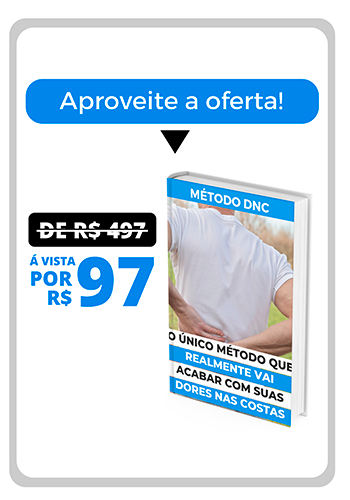 Aproveite a oferta!
DE R$ 497
Á VISTA
POR
R$ 97
MÉTODO DNC
O ÚNICO MÉTODO QUE
REALMENTE VAI
ACABAR COM SUAS
DORES NAS COSTAS